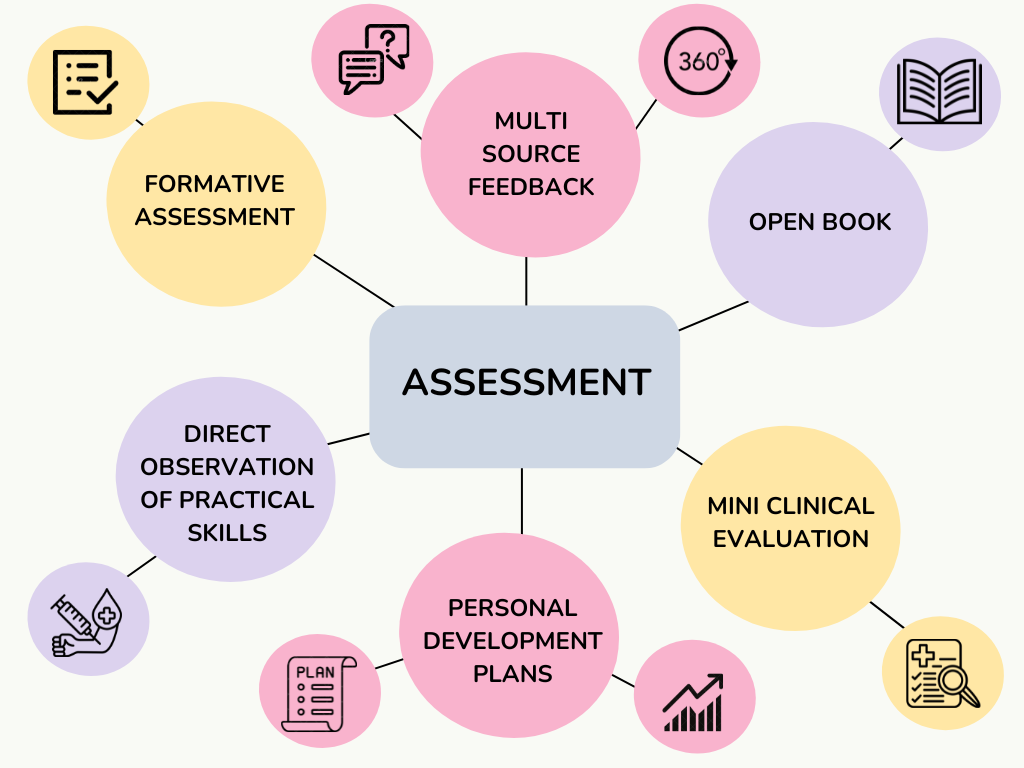 MULTI
SOURCE
FEEDBACK
?
360°
FORMATIVE
ASSESSMENT
OPEN BOOK
ASSESSMENT
DIRECT
OBSERVATION
OF PRACTICAL
SKILLS
MINI CLINICAL
EVALUATION
PERSONAL
DEVELOPMENT
PLANS
PLAN